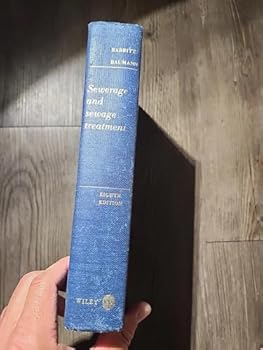 BABBITT
BAUMANN
Sewerage
and
sewage
treatment
EIGHTH
EDITION
WILEY